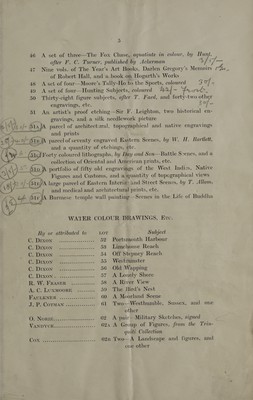 5
46 A set of three—The Fox Chase, aquatints in colour, by Hunt,
after F. C. Turner, published by Ackerman
47 Nine vols. of The Year's Art Books, Darlen Gregory's Memoirs
of Robert Hall, and a book on Hogarth's Works
48 A set of four—Moore's Tally-Ho to the Sports, coloured
49 A set of four—Hunting Subjects, coloured
50 Thirty-eight figure subjects, after T. Ford, and forty-two other
engravings, etc.
51 An artist's proof etching—Sir F. Leighton, two historical en-
gravings, and a silk needlework picture
A parcel of architectural, topographical and native engravings
and prints
A parcel of seventy engraved Eastern Scenes, by W. H. Bartlett,
and a quantity of etchings, etc.
Forty coloured lithographs, by Day and Son—Battle Scenes, and a
collection of Oriental and American prints, etc.
A portfolio of fifty old engravings of the West Indies, Native
Figures and Customs, and a quantity of topographical views
A large parcel of Eastern Interior and Street Scenes, by T. Allom,
and medical and architectural prints, etc.
A Burmese temple wall painting—Scenes in the Life of Buddha
WATER COLOUR DRAWINGS, Etc.
By or attributed to LOT Subject
C. Dixon 52 Portsmouth Harbour
C. Dixon 53 Limehouse Reach
C. Dixon 54 Off Stepney Reach
C. Dixon 55 Westminster
C. Dixon 56 Old Wapping
C. Dixon 57 A Lonely Shore
R. W. Fraser 58 A River View
A. C. Luxmoore 59 The Bird's Nest
Faulkner 60 A Moorland Scene
J. P. Cotman 61 Two—Westhamble, Sussex, and one
other
O. Norie 62 A pair—Military Sketches, signed
Vandyck 62A A Group of Figures, from the
Collection
Cox 62B Two—A Landscape and figures, and
one other